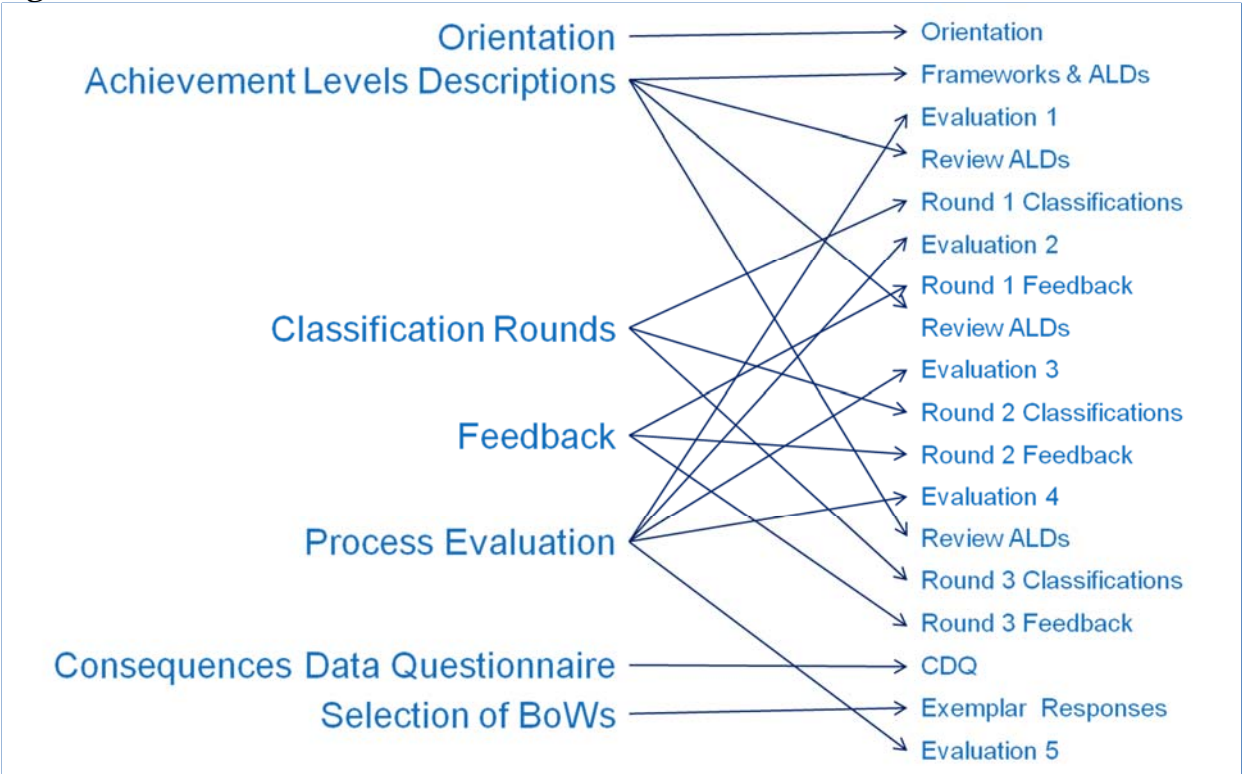 Orientation
Achievement Levels Descriptions
Classification Rounds
Feedback
Process Evaluation
Consequences Data Questionnaire
Selection of BoWs
Orientation
Frameworks & ALDs
Evaluation 1
Review ALDs
Round 1 Classifications
Evaluation 2
Round 1 Feedback
Review ALDs
Evaluation 3
Round 2 Classifications
Round 2 Feedback
Evaluation 4
Review ALDs
Round 3 Classifications
Round 3 Feedback
CDQ
Exemplar Responses
Evaluation 5